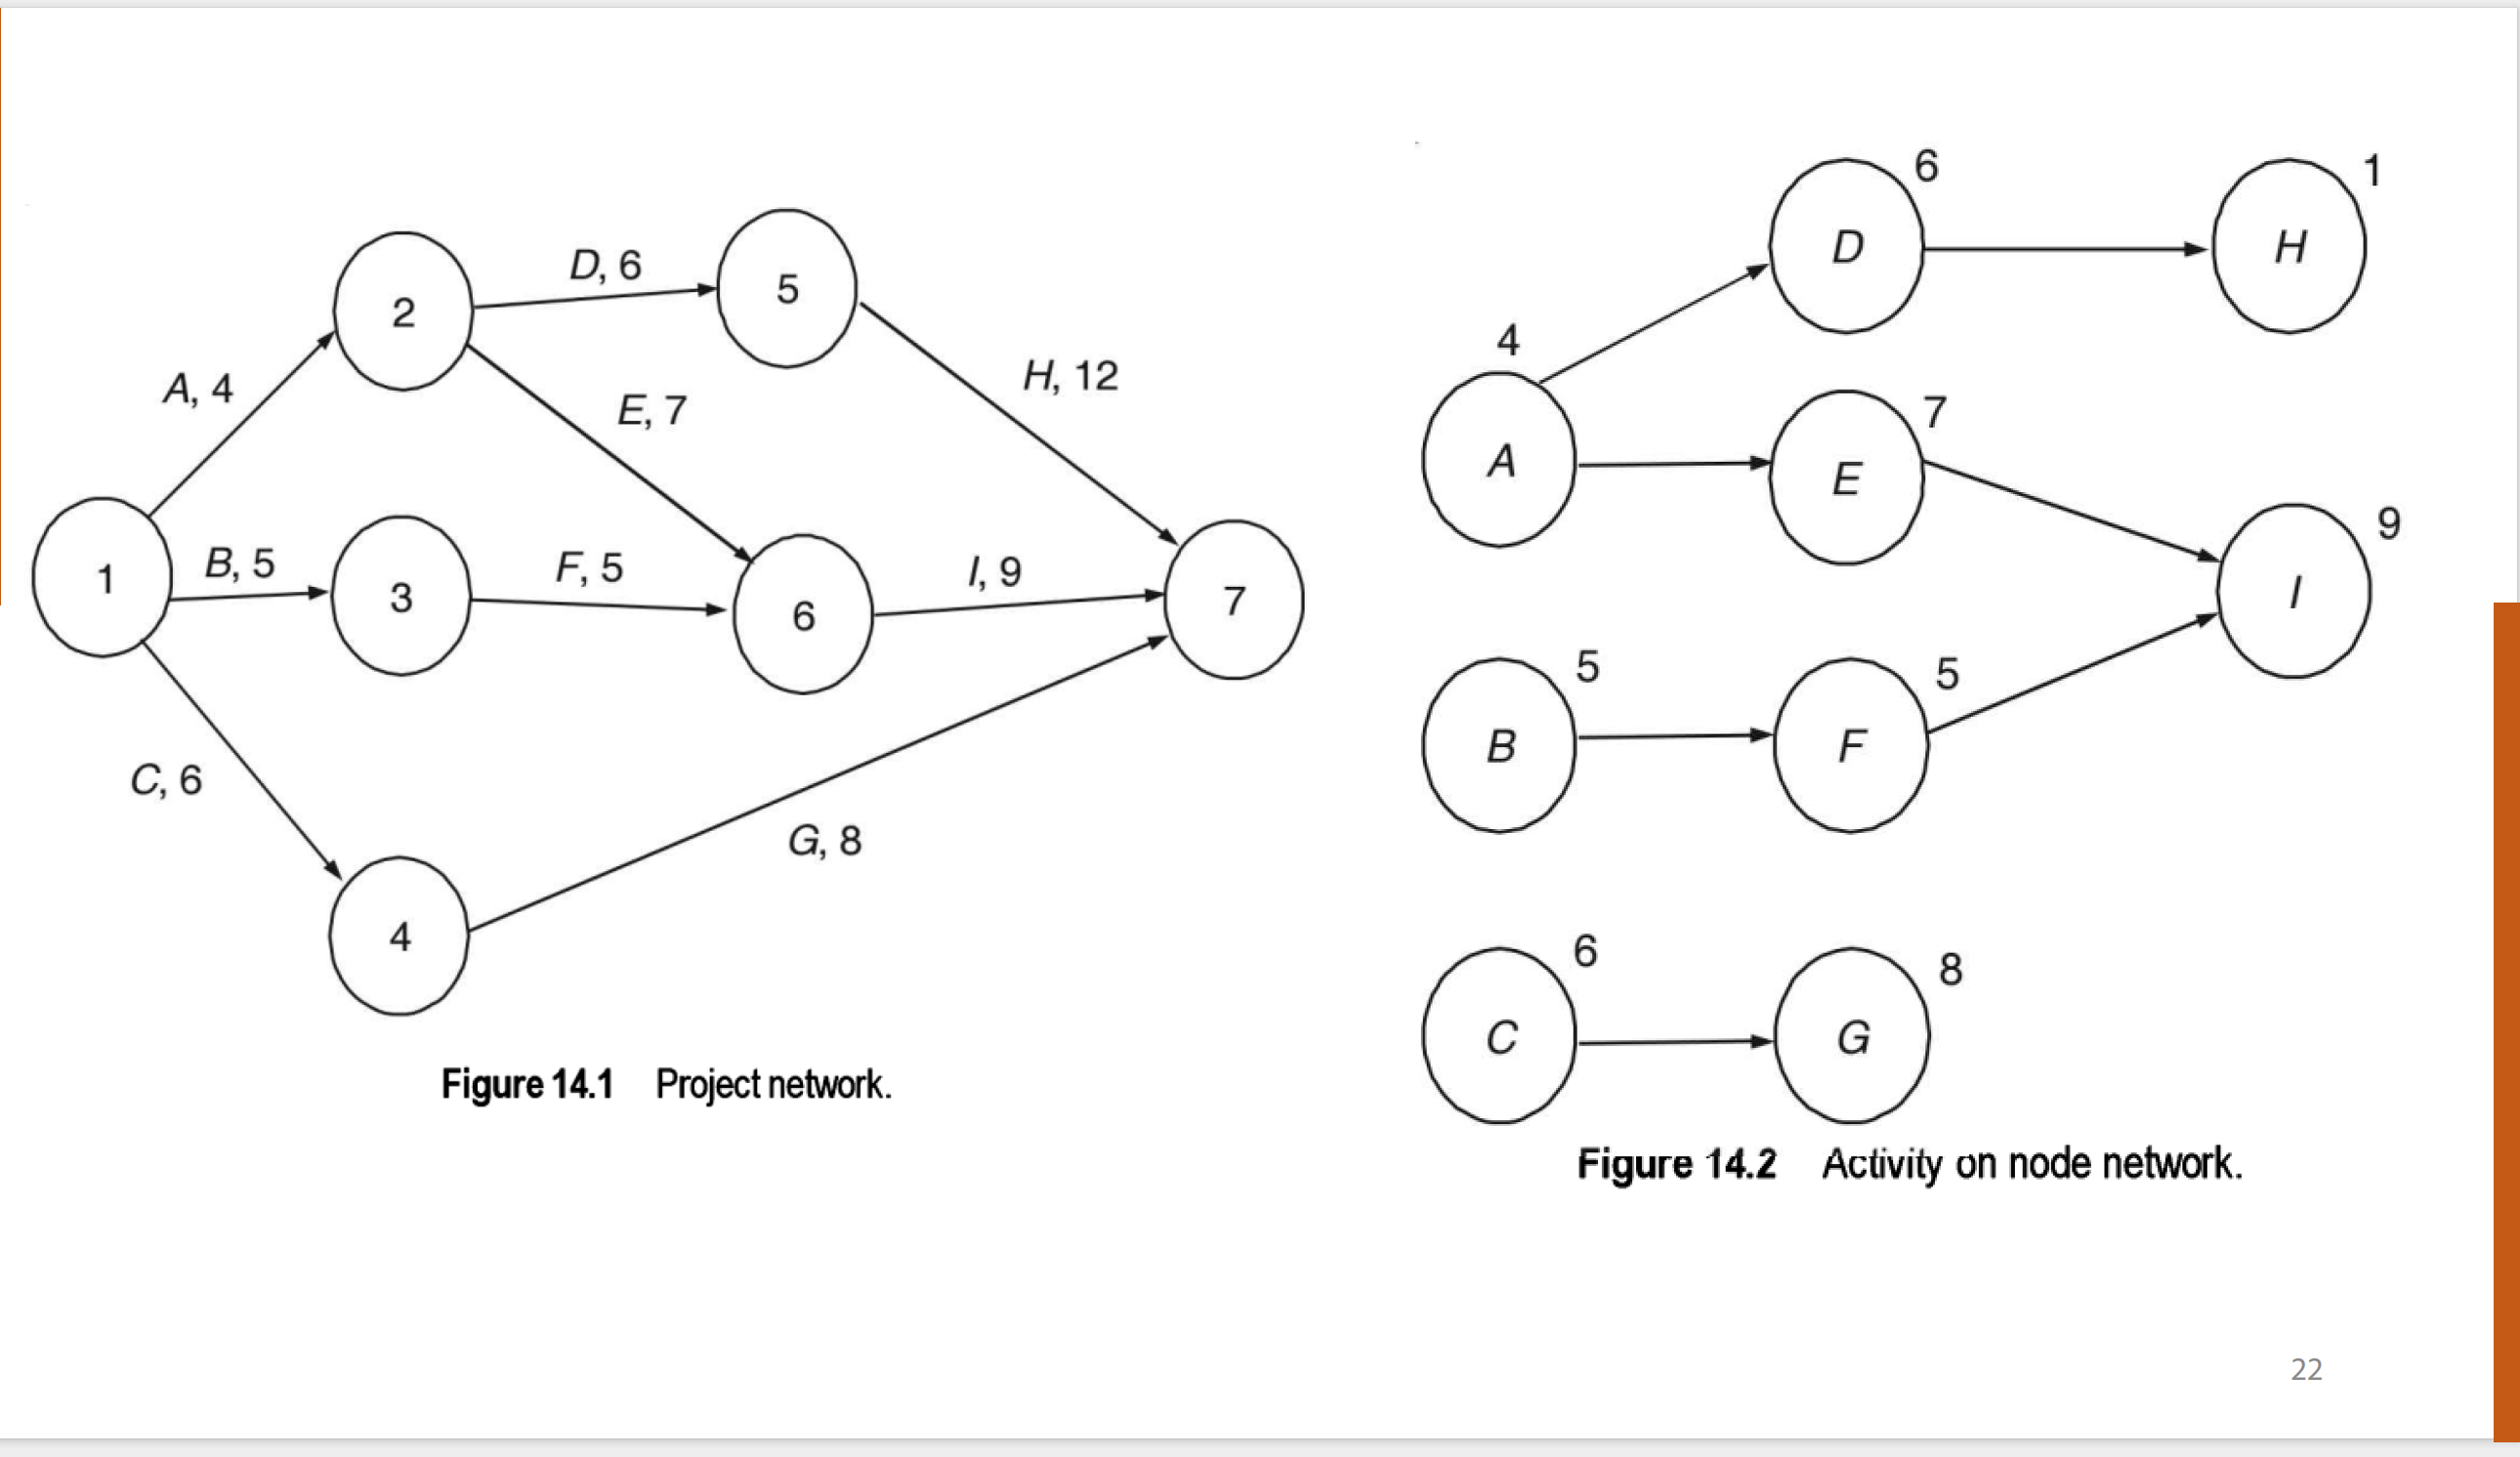 2
D, 6
5
A, 4
E, 7
H, 12
1
B, 5
3
F, 5
6
I, 9
7
C, 6
G, 8
4
Figure 14.1 Project network.
6
D
1
H
4
A
7
E
9
I
5
B
5
F
6
C
8
G
Figure 14.2 Activity on node network.
22